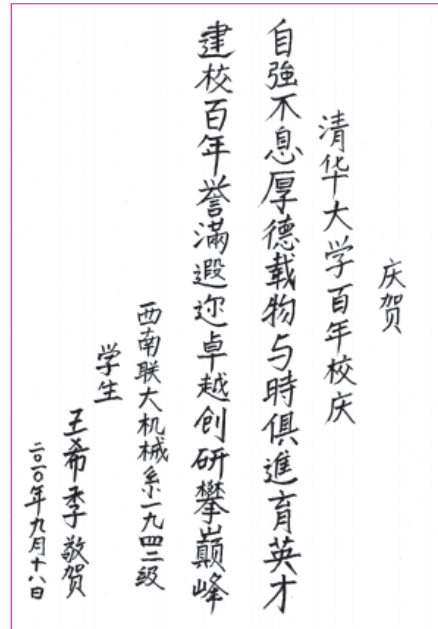 庆贺
清华大学百年校庆
自強不息厚德载物与時俱進育英才
建校百年誉滿遐迩卓越创研攀巅峰
西南联大机械系一九四二级
学生
王希季敬贺
二〇一〇年九月十八日